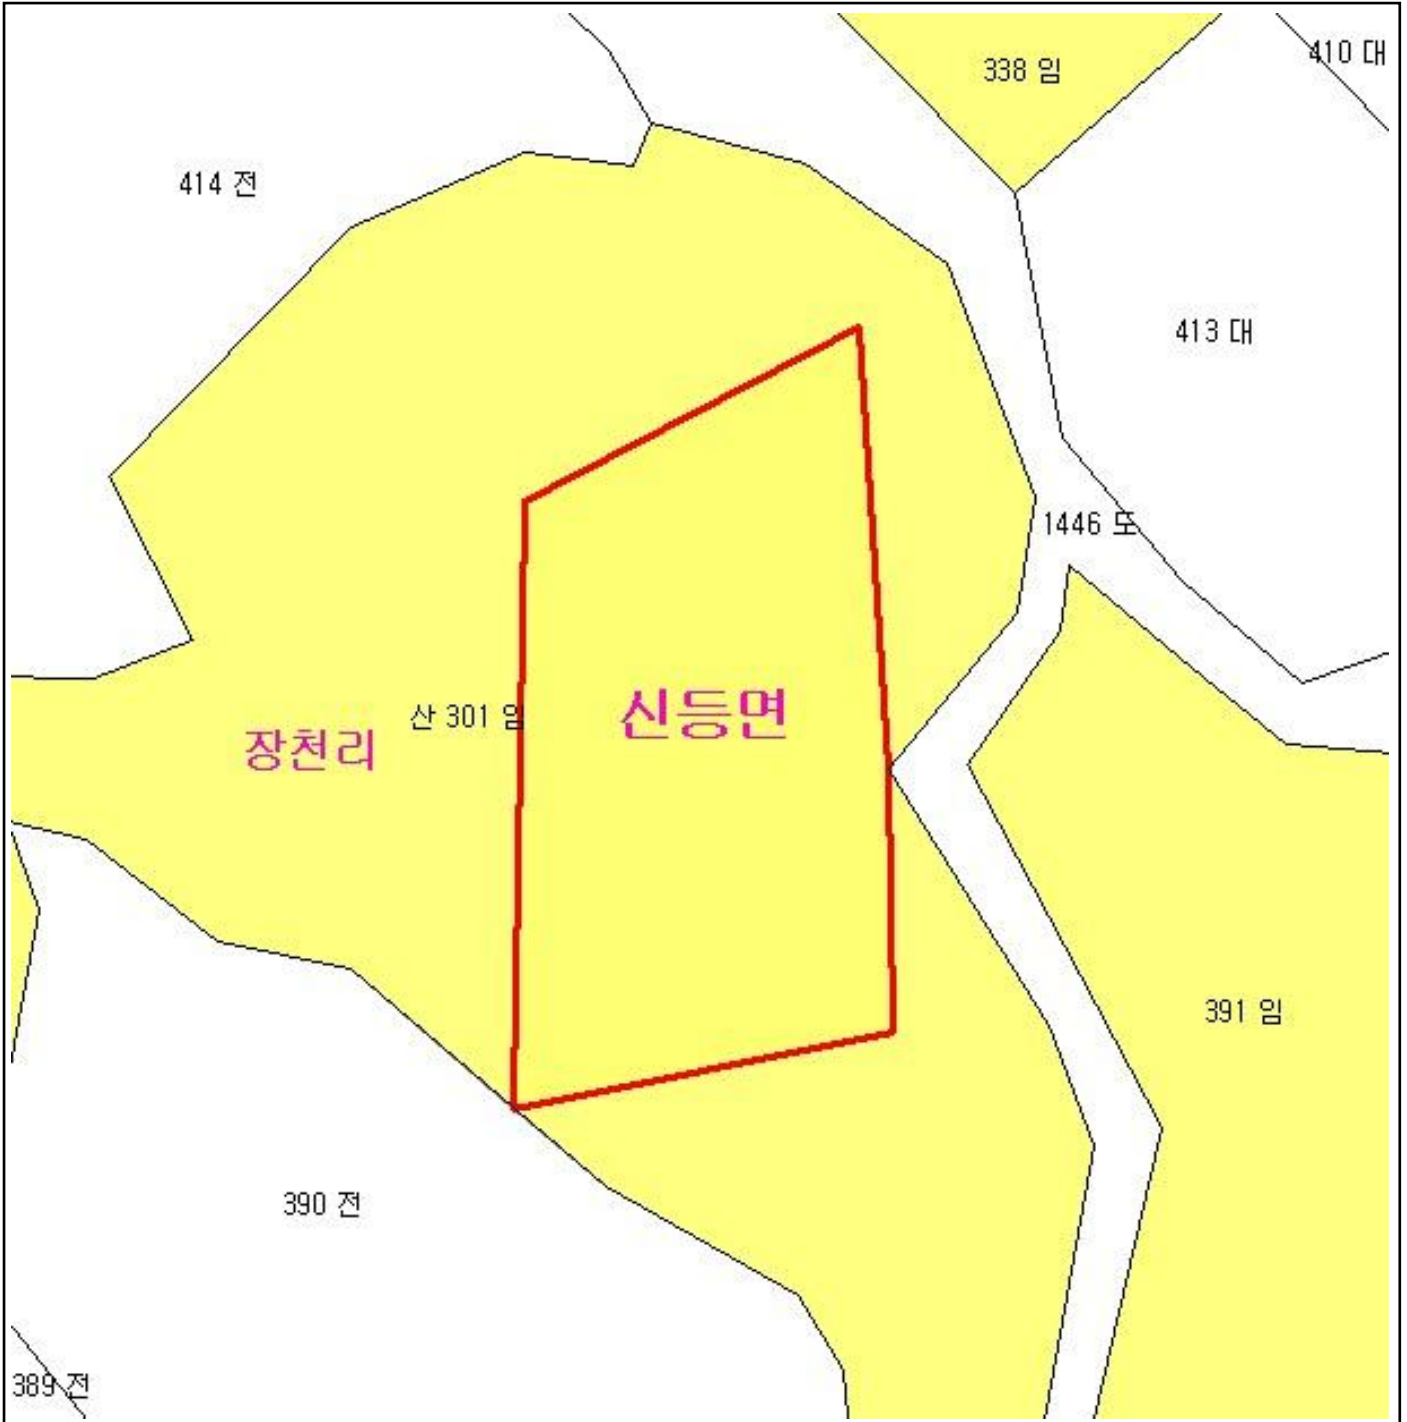 410 대
338 임
414 전
413 대
1446 도
신등면
산 301 임
장천리
391 임
390 전
389 전